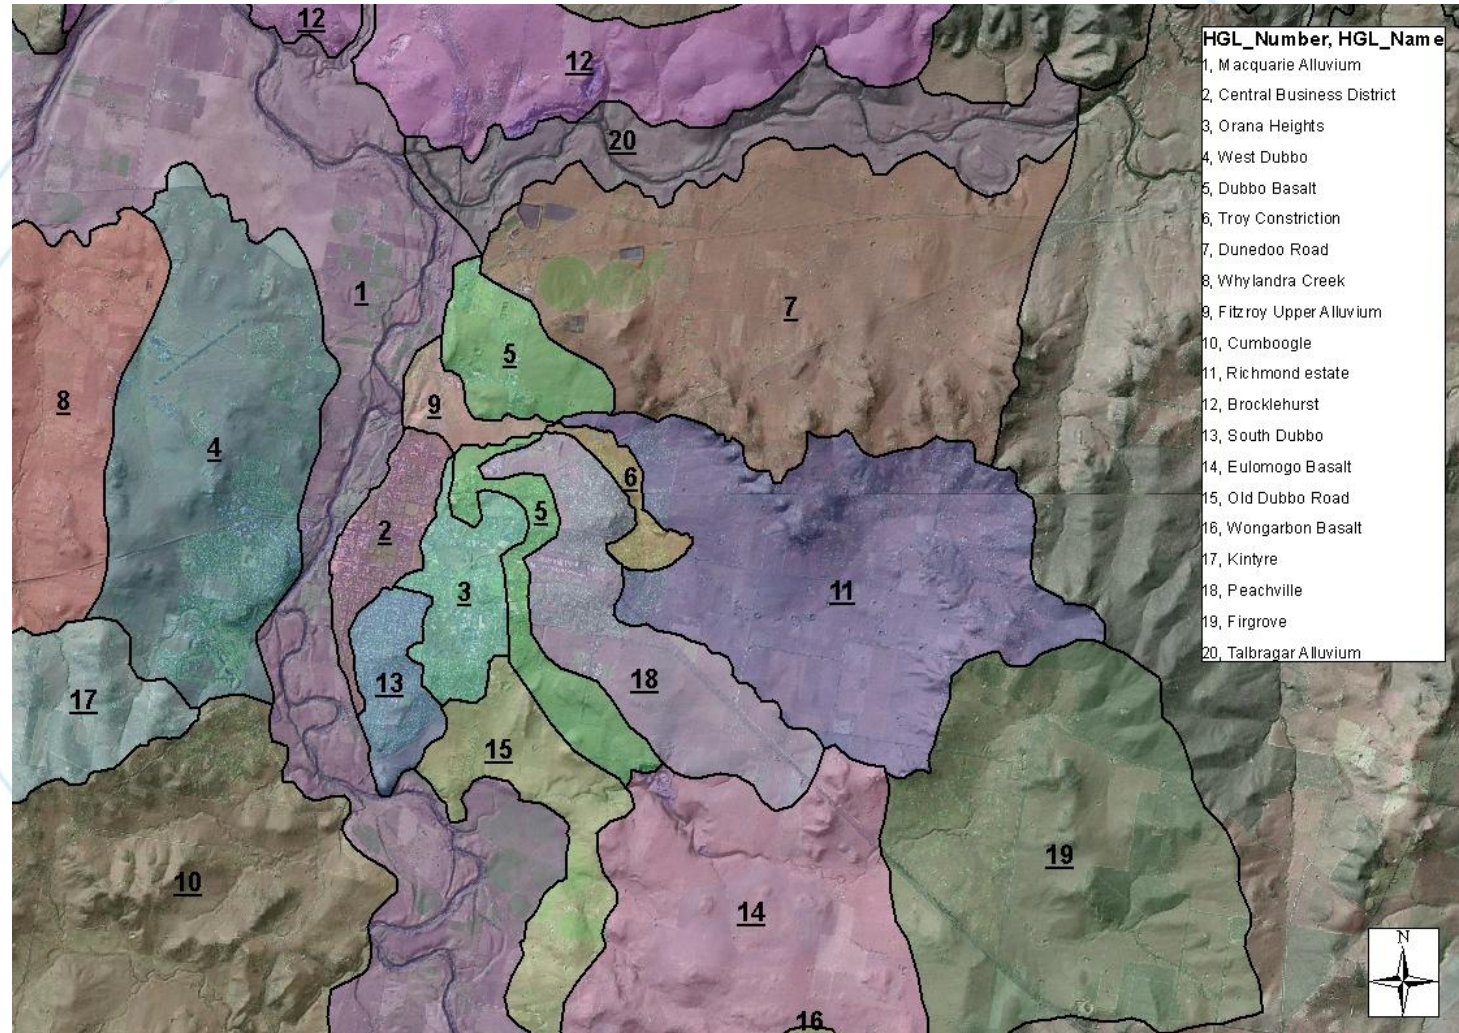 12
12
20
1
7
5
8
9
4
6
5
2
3
11
13
18
17
15
10
19
14
16
HGL_Number, HGL_Name
1, Macquarie Alluvium
2, Central Business District
3, Orana Heights
4, West Dubbo
5, Dubbo Basalt
6, Troy Constriction
7, Dunedoo Road
8, Whylandra Creek
9, Fitzroy Upper Alluvium
10, Cumboogle
11, Richmond estate
12, Brocklehurst
13, South Dubbo
14, Eulomogo Basalt
15, Old Dubbo Road
16, Wongarbon Basalt
17, Kintyre
18, Peachville
19, Firgrove
20, Talbragar Alluvium
N